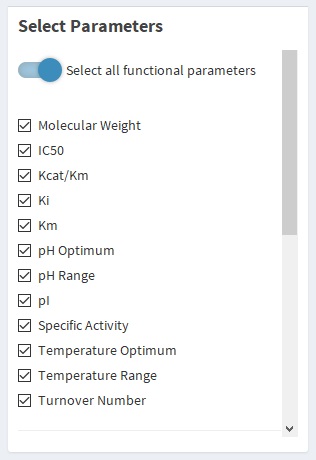 Select Parameters
Select all functional parameters
Molecular Weight
IC50
Kcat/Km
Ki
Km
pH Optimum
pH Range
pI
Specific Activity
Temperature Optimum
Temperature Range
Turnover Number